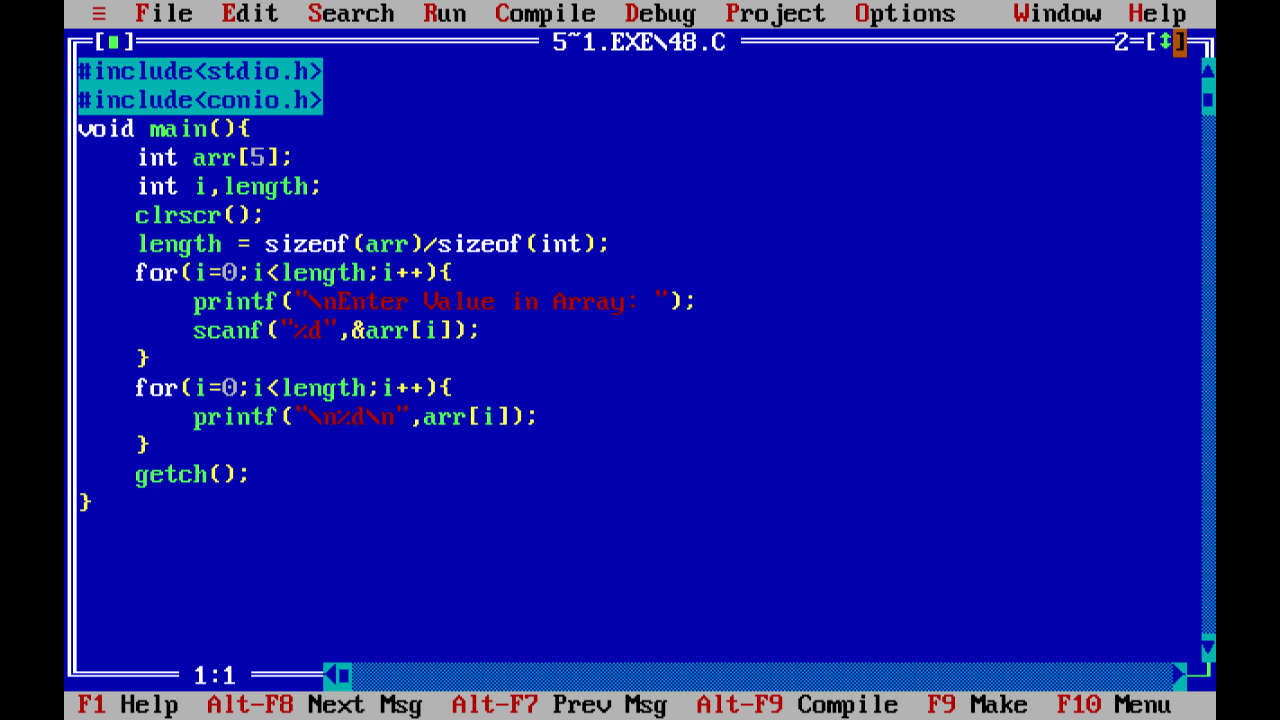 ≡ File Edit Search Run Compile Debug Project Options Window Help
[■] 5~1.EXE\48.C 2=[↕]
#include<stdio.h>
#include<conio.h>
void main(){
    int arr[5];
    int i,length;
    clrscr();
    length = sizeof(arr)/sizeof(int);
    for(i=0;i<length;i++){
        printf("\nEnter Value in Array: ");
        scanf("%d",&arr[i]);
    }
    for(i=0;i<length;i++){
        printf("\n%d\n",arr[i]);
    }
    getch();
}
1:1
F1 Help Alt-F8 Next Msg Alt-F7 Prev Msg Alt-F9 Compile F9 Make F10 Menu